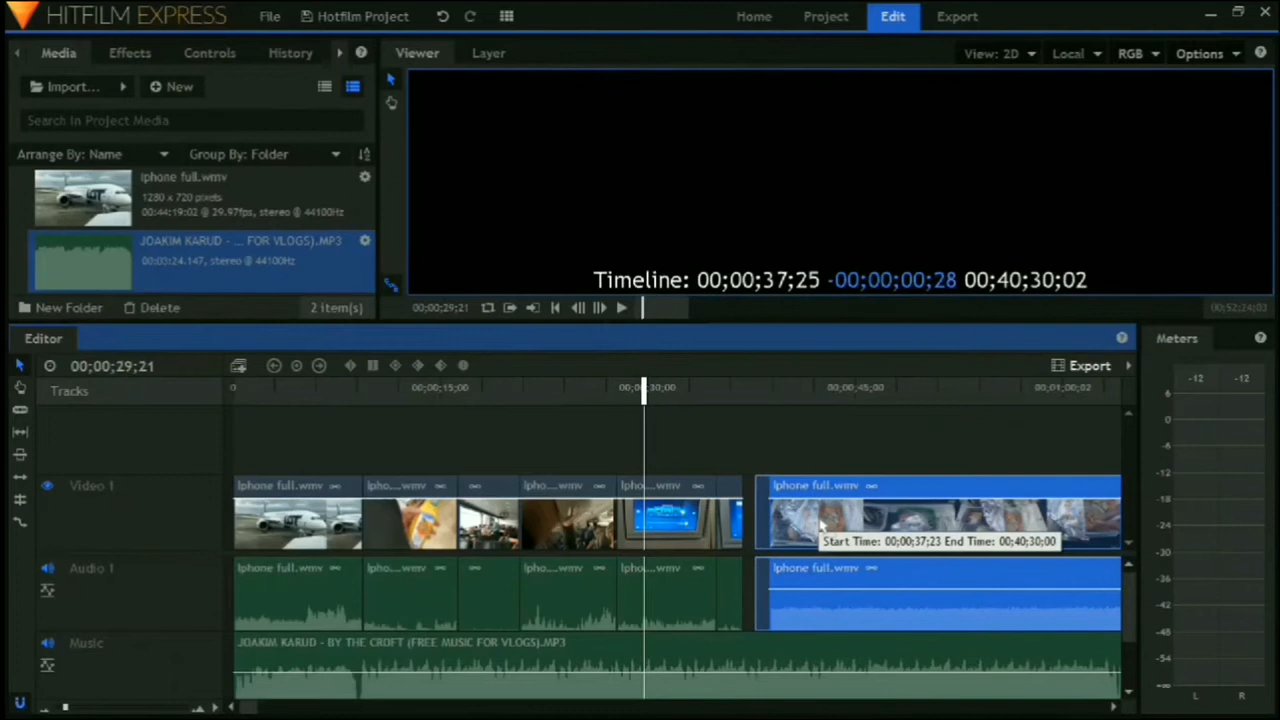 HITFILM EXPRESS
File
Hotfilm Project
Home
Project
Edit
Export
Media
Effects
Controls
History
Viewer
Layer
View: 2D
Local
RGB
Options
Import...
New
Search in Project Media
Arrange By: Name
Group By: Folder
Iphone full.wmv
1280 x 720 pixels
00:44:19:02 @ 29.97fps, stereo @ 44100Hz
JOAKIM KARUD - ... FOR VLOGS).MP3
00:03:24.147, stereo @ 44100Hz
New Folder
Delete
2 item(s)
Timeline: 00;00;37;25 -00;00;00;28 00;40;30;02
00;00;29;21
00;52;24;03
Editor
Meters
00;00;29;21
Export
Tracks
0
00;00;15;00
00;00;30;00
00;00;45;00
00;01;00;02
-12 -12
6
0
-6
-12
-18
-24
-30
-36
-42
-48
-54
-∞
L R
Video 1
Iphone full.wmv
Ipho....wmv
Ipho....wmv
Ipho....wmv
Iphone full.wmv
Start Time: 00;00;37;23 End Time: 00;40;30;00
Audio 1
Iphone full.wmv
Ipho....wmv
Ipho....wmv
Ipho....wmv
Iphone full.wmv
Music
JOAKIM KARUD - BY THE CROFT (FREE MUSIC FOR VLOGS).MP3